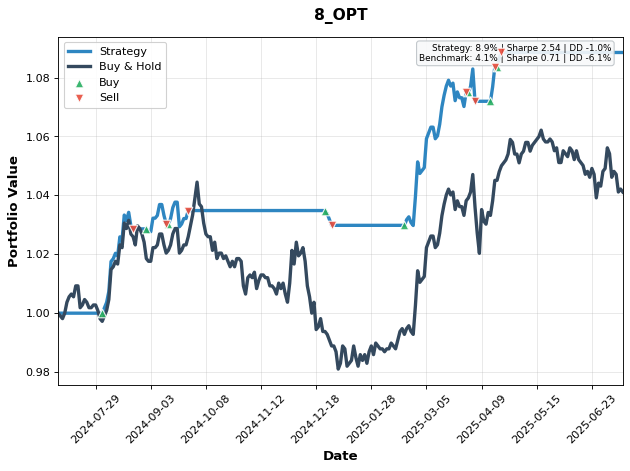 8_OPT
Strategy
Buy & Hold
Buy
Sell
Strategy: 8.9% | Sharpe 2.54 | DD -1.0%
Benchmark: 4.1% | Sharpe 0.71 | DD -6.1%
Portfolio Value
1.08
1.06
1.04
1.02
1.00
0.98
2024-07-29
2024-09-03
2024-10-08
2024-11-12
2024-12-18
2025-01-28
2025-03-05
2025-04-09
2025-05-15
2025-06-23
Date